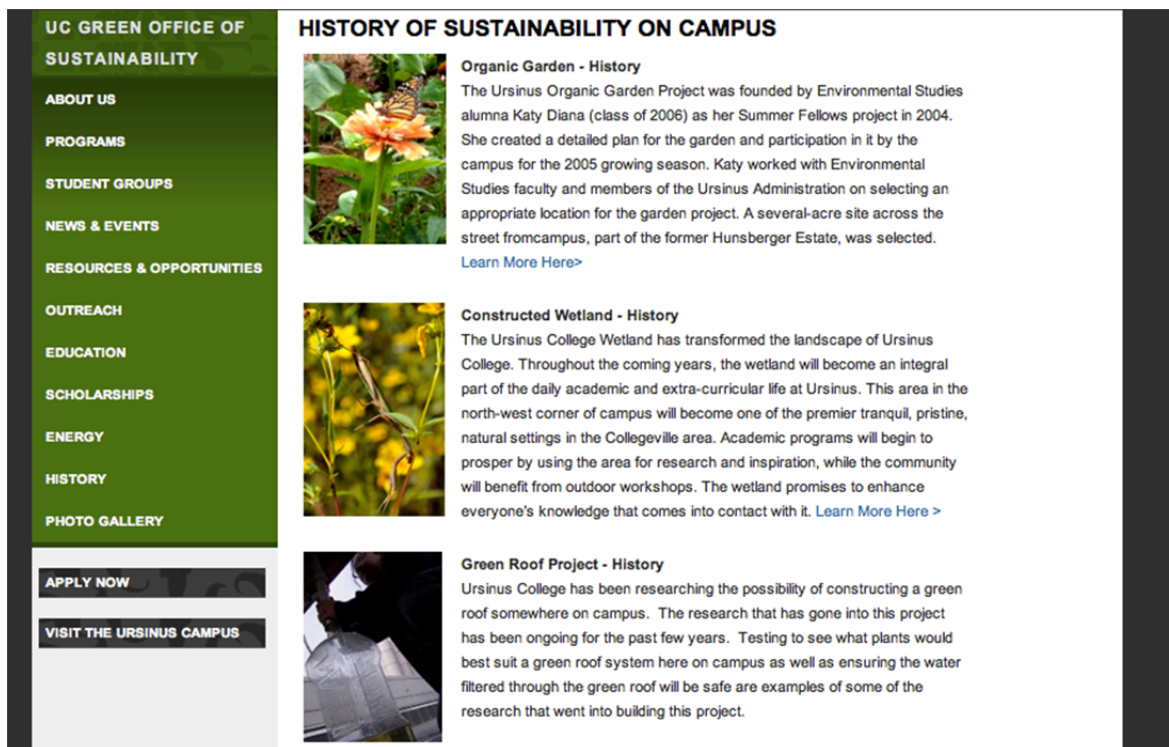 UC GREEN OFFICE OF
SUSTAINABILITY
ABOUT US
PROGRAMS
STUDENT GROUPS
NEWS & EVENTS
RESOURCES & OPPORTUNITIES
OUTREACH
EDUCATION
SCHOLARSHIPS
ENERGY
HISTORY
PHOTO GALLERY
APPLY NOW
VISIT THE URSINUS CAMPUS
HISTORY OF SUSTAINABILITY ON CAMPUS
Organic Garden - History
The Ursinus Organic Garden Project was founded by Environmental Studies
alumna Katy Diana (class of 2006) as her Summer Fellows project in 2004.
She created a detailed plan for the garden and participation in it by the
campus for the 2005 growing season. Katy worked with Environmental
Studies faculty and members of the Ursinus Administration on selecting an
appropriate location for the garden project. A several-acre site across the
street fromcampus, part of the former Hunsberger Estate, was selected.
Learn More Here>
Constructed Wetland - History
The Ursinus College Wetland has transformed the landscape of Ursinus
College. Throughout the coming years, the wetland will become an integral
part of the daily academic and extra-curricular life at Ursinus. This area in the
north-west corner of campus will become one of the premier tranquil, pristine,
natural settings in the Collegeville area. Academic programs will begin to
prosper by using the area for research and inspiration, while the community
will benefit from outdoor workshops. The wetland promises to enhance
everyone's knowledge that comes into contact with it. Learn More Here >
Green Roof Project - History
Ursinus College has been researching the possibility of constructing a green
roof somewhere on campus. The research that has gone into this project
has been ongoing for the past few years. Testing to see what plants would
best suit a green roof system here on campus as well as ensuring the water
filtered through the green roof will be safe are examples of some of the
research that went into building this project.